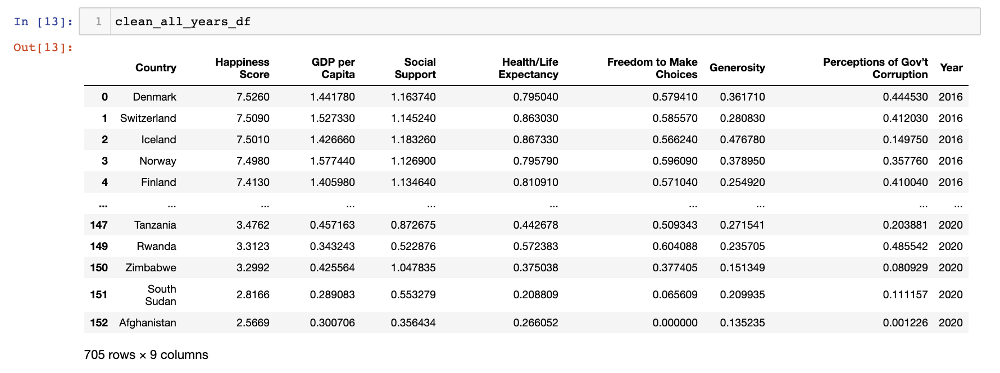 In [13]: 1 clean_all_years_df
Out[13]:
Country Happiness Score GDP per Capita Social Support Health/Life Expectancy Freedom to Make Choices Generosity Perceptions of Gov’t Corruption Year
0 Denmark 7.5260 1.441780 1.163740 0.795040 0.579410 0.361710 0.444530 2016
1 Switzerland 7.5090 1.527330 1.145240 0.863030 0.585570 0.280830 0.412030 2016
2 Iceland 7.5010 1.426660 1.183260 0.867330 0.566240 0.476780 0.149750 2016
3 Norway 7.4980 1.577440 1.126900 0.795790 0.596090 0.378950 0.357760 2016
4 Finland 7.4130 1.405980 1.134640 0.810910 0.571040 0.254920 0.410040 2016
... ... ... ... ... ... ... ... ... ...
147 Tanzania 3.4762 0.457163 0.872675 0.442678 0.509343 0.271541 0.203881 2020
149 Rwanda 3.3123 0.343243 0.522876 0.572383 0.604088 0.235705 0.485542 2020
150 Zimbabwe 3.2992 0.425564 1.047835 0.375038 0.377405 0.151349 0.080929 2020
151 South Sudan 2.8166 0.289083 0.553279 0.208809 0.065609 0.209935 0.111157 2020
152 Afghanistan 2.5669 0.300706 0.356434 0.266052 0.000000 0.135235 0.001226 2020
705 rows × 9 columns